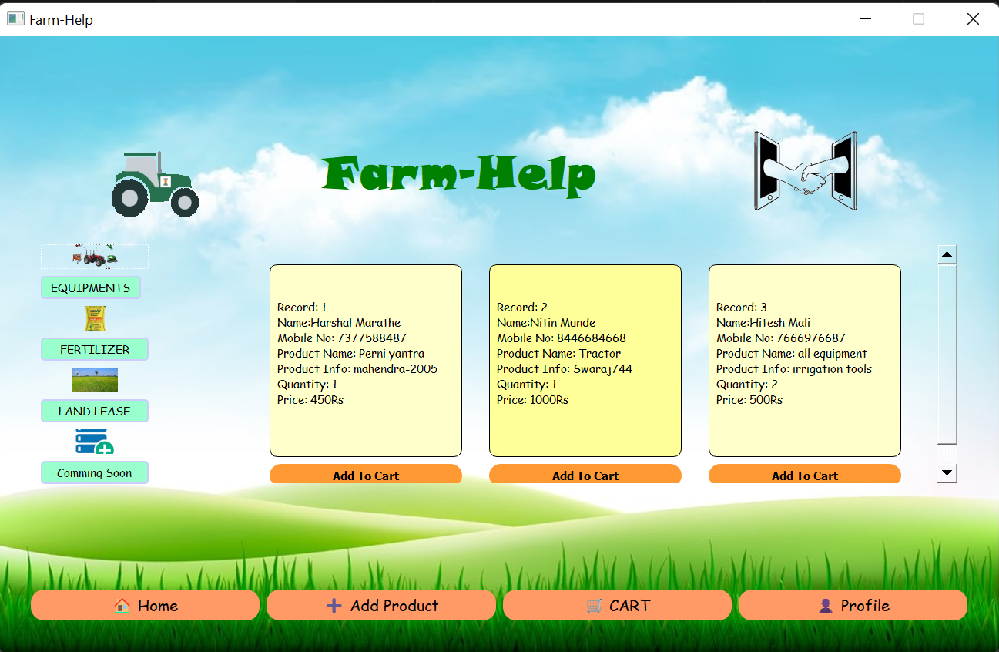 Farm-Help
Farm-Help
EQUIPMENTS
FERTILIZER
LAND LEASE
Comming Soon
Record: 1
Name:Harshal Marathe
Mobile No: 7377588487
Product Name: Perni yantra
Product Info: mahendra-2005
Quantity: 1
Price: 450Rs
Add To Cart
Record: 2
Name:Nitin Munde
Mobile No: 8446684668
Product Name: Tractor
Product Info: Swaraj744
Quantity: 1
Price: 1000Rs
Add To Cart
Record: 3
Name:Hitesh Mali
Mobile No: 7666976687
Product Name: all equipment
Product Info: irrigation tools
Quantity: 2
Price: 500Rs
Add To Cart
Home
Add Product
CART
Profile